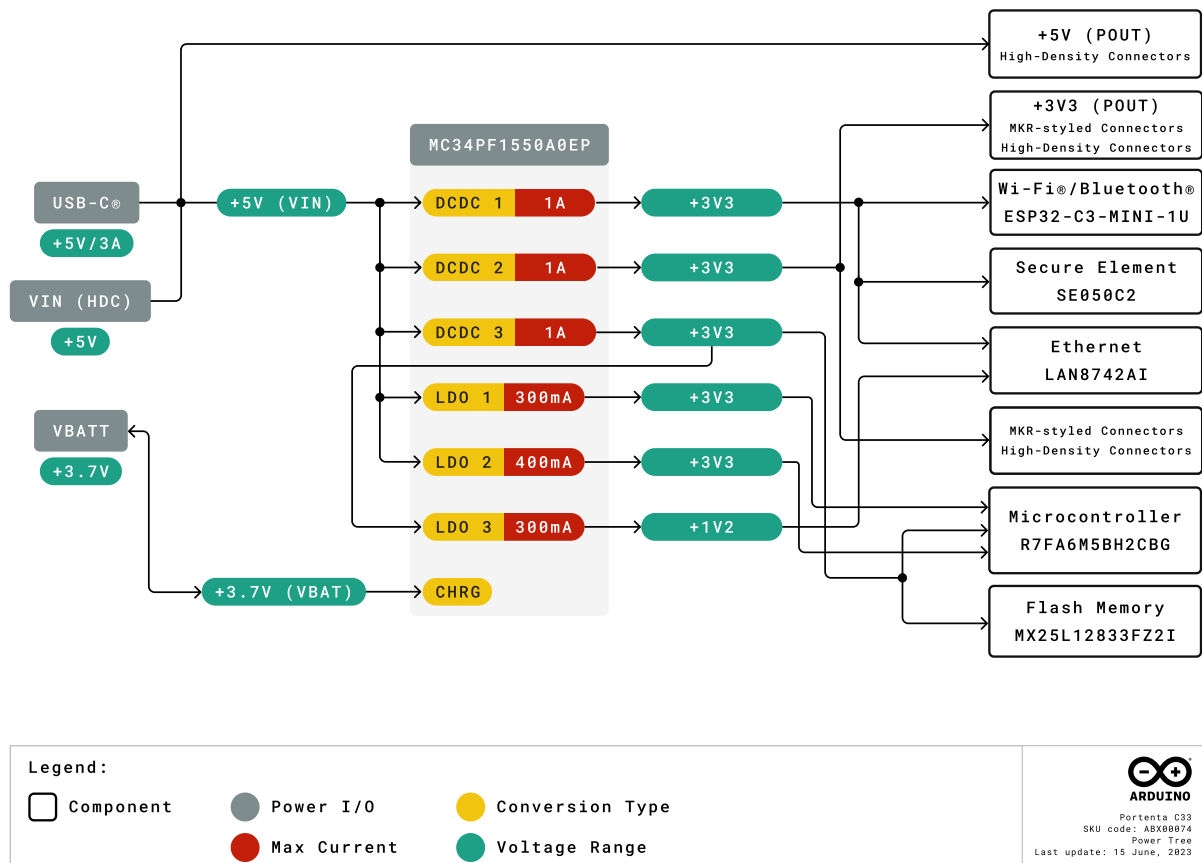 +5V (POUT)
High-Density Connectors
+3V3 (POUT)
MKR-styled Connectors
High-Density Connectors
MC34PF1550A0EP
USB-C®
+5V/3A
+5V (VIN)
DCDC 1 1A
+3V3
Wi-Fi®/Bluetooth®
ESP32-C3-MINI-1U
DCDC 2 1A
+3V3
Secure Element
SE050C2
VIN (HDC)
+5V
DCDC 3 1A
+3V3
Ethernet
LAN8742AI
LDO 1 300mA
+3V3
VBATT
+3.7V
MKR-styled Connectors
High-Density Connectors
LDO 2 400mA
+3V3
LDO 3 300mA
+1V2
Microcontroller
R7FA6M5BH2CBG
+3.7V (VBAT)
CHRG
Flash Memory
MX25L12833FZ2I
Legend:
Component
Power I/O
Conversion Type
Max Current
Voltage Range
ARDUINO
Portenta C33
SKU code: ABX00074
Power Tree
Last update: 15 June, 2023